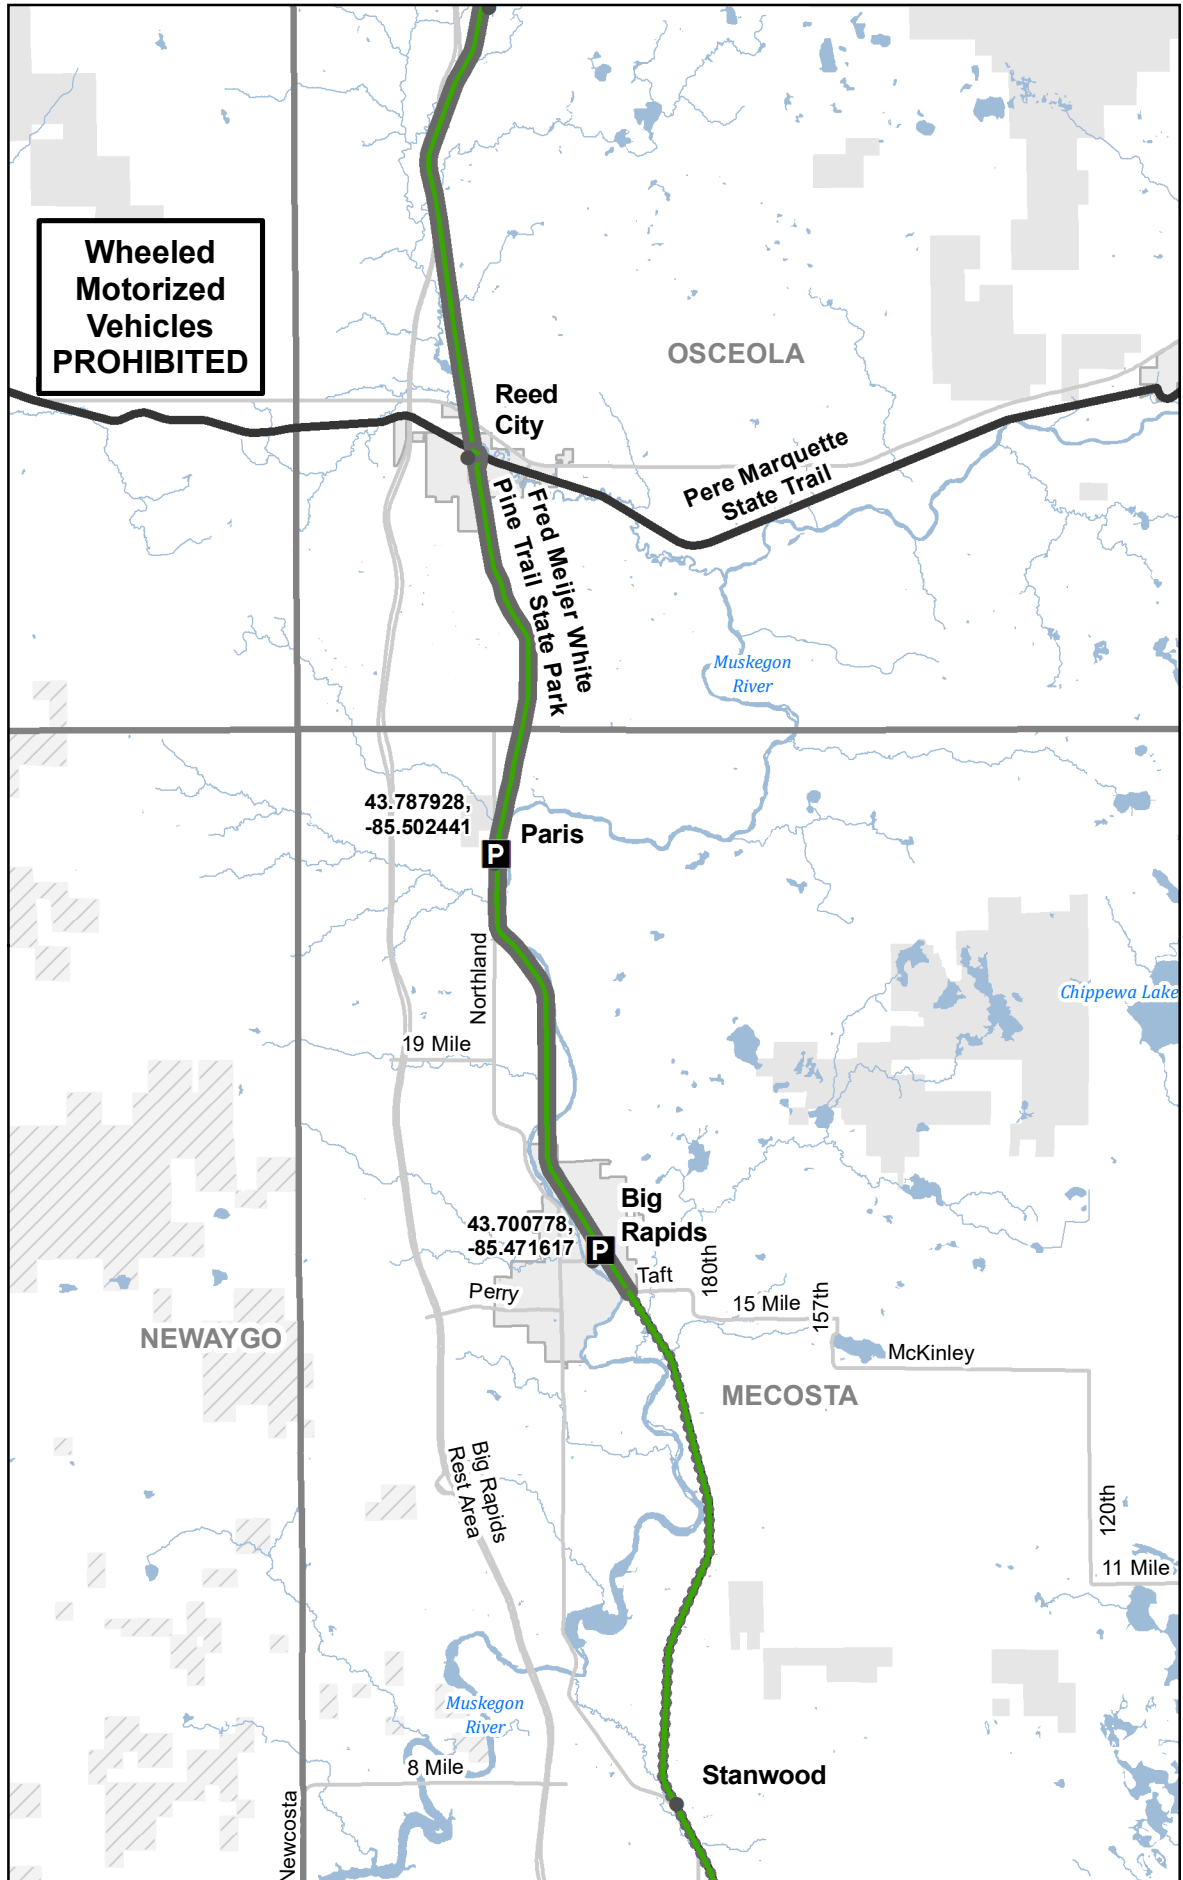 Wheeled
Motorized
Vehicles
PROHIBITED
OSCEOLA
Reed
City
Pere Marquette
State Trail
Fred Meijer White
Pine Trail State Park
Muskegon
River
43.787928,
-85.502441
Paris
P
Northland
Chippewa Lake
19 Mile
Big
Rapids
43.700778,
-85.471617
P
Taft
180th
Perry
15 Mile
157th
NEWAYGO
McKinley
MECOSTA
Big Rapids
Rest Area
120th
11 Mile
Muskegon
River
8 Mile
Stanwood
Newcosta